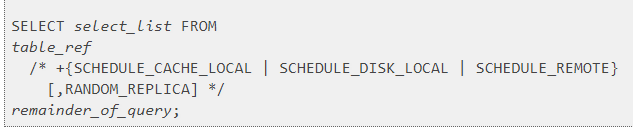 SELECT select_list FROM
table_ref
/* +{SCHEDULE_CACHE_LOCAL | SCHEDULE_DISK_LOCAL | SCHEDULE_REMOTE}
[,RANDOM_REPLICA] */
remainder_of_query;